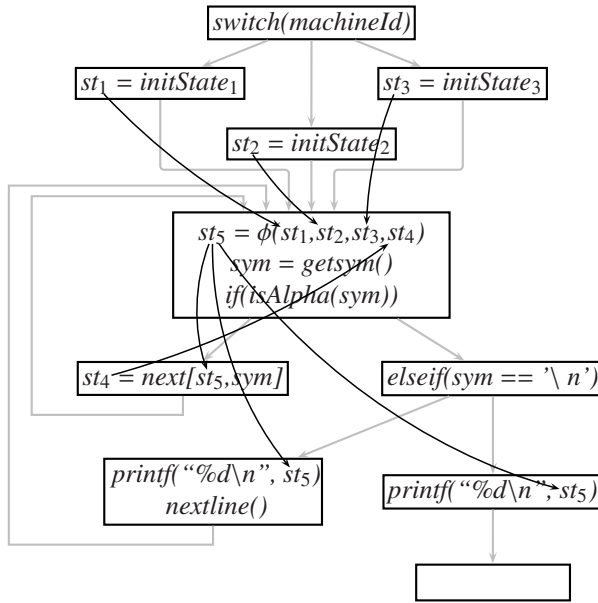 switch(machineId)
st₁ = initState₁
st₃ = initState₃
st₂ = initState₂
st₅ = ϕ(st₁,st₂,st₃,st₄)
sym = getsym()
if(isAlpha(sym))
st₄ = next[st₅,sym]
elseif(sym == '\ n')
printf(“%d\n”, st₅)
nextline()
printf(“%d\n”, st₅)